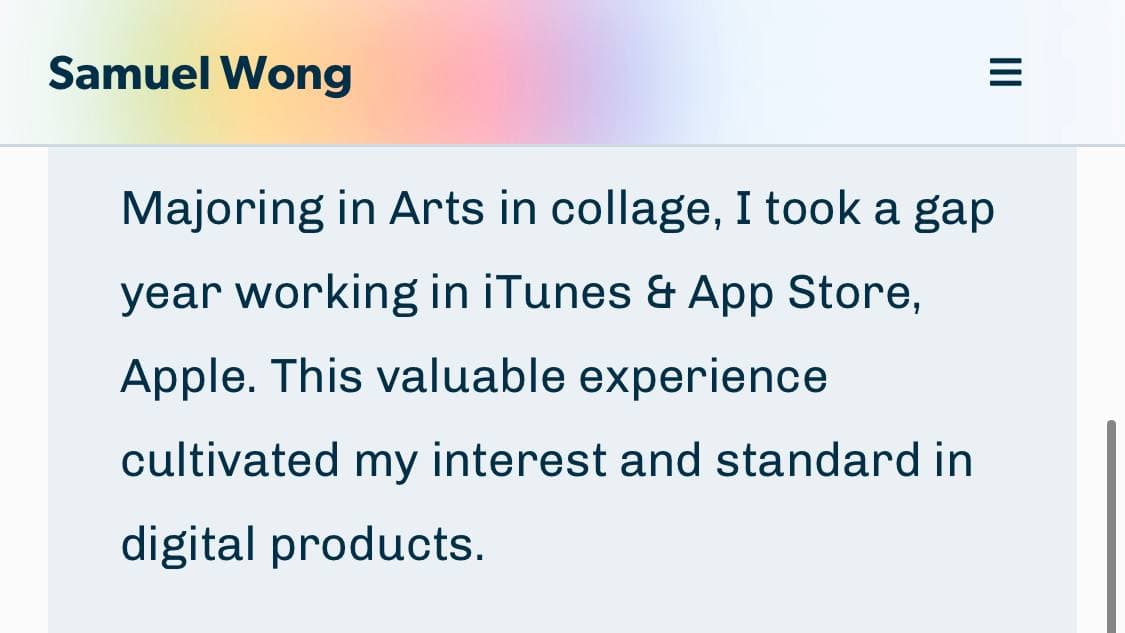 Samuel Wong
Majoring in Arts in collage, I took a gap
year working in iTunes & App Store,
Apple. This valuable experience
cultivated my interest and standard in
digital products.